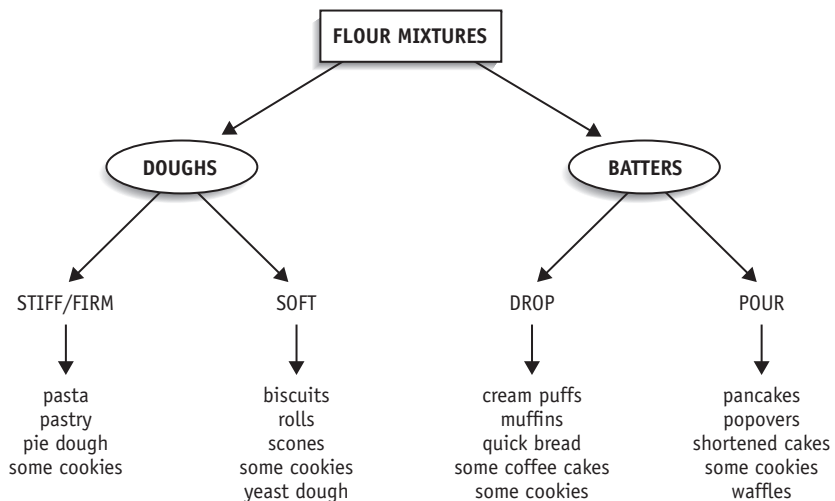 FLOUR MIXTURES
DOUGHS
BATTERS
STIFF/FIRM
SOFT
DROP
POUR
pasta
pastry
pie dough
some cookies
biscuits
rolls
scones
some cookies
yeast dough
cream puffs
muffins
quick bread
some coffee cakes
some cookies
pancakes
popovers
shortened cakes
some cookies
waffles